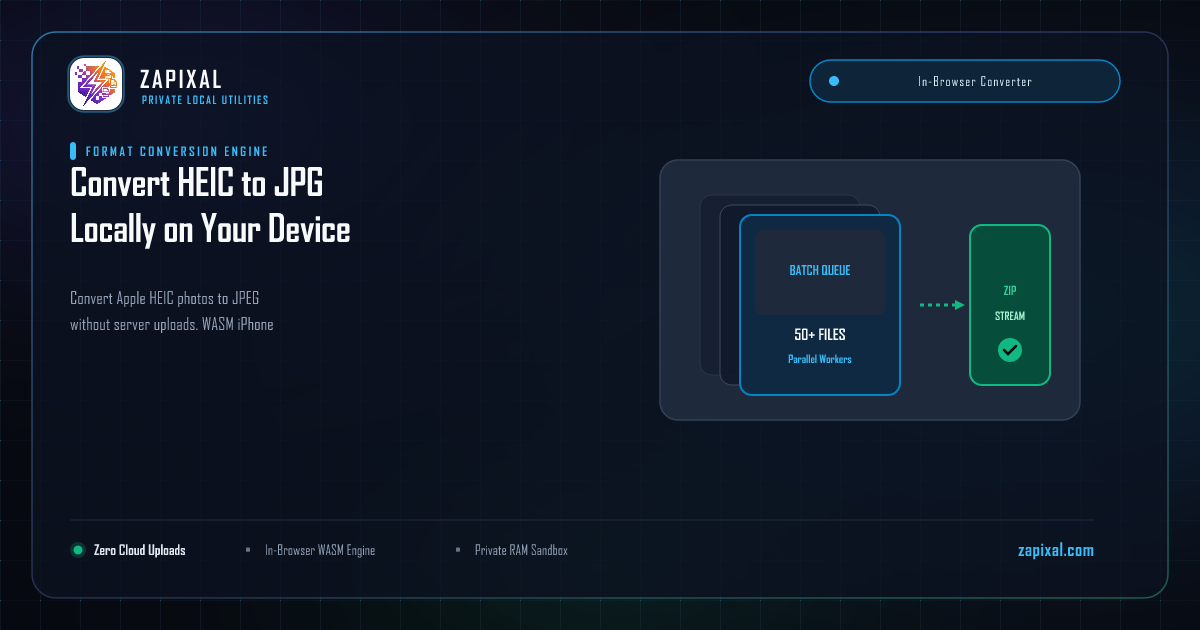 ZAPIXAL
PRIVATE LOCAL UTILITIES
In-Browser Converter
FORMAT CONVERSION ENGINE
Convert HEIC to JPG
Locally on Your Device
Convert Apple HEIC photos to JPEG
without server uploads. WASM iPhone
BATCH QUEUE
50+ FILES
Parallel Workers
ZIP
STREAM
Zero Cloud Uploads
In-Browser WASM Engine
Private RAM Sandbox
zapixal.com